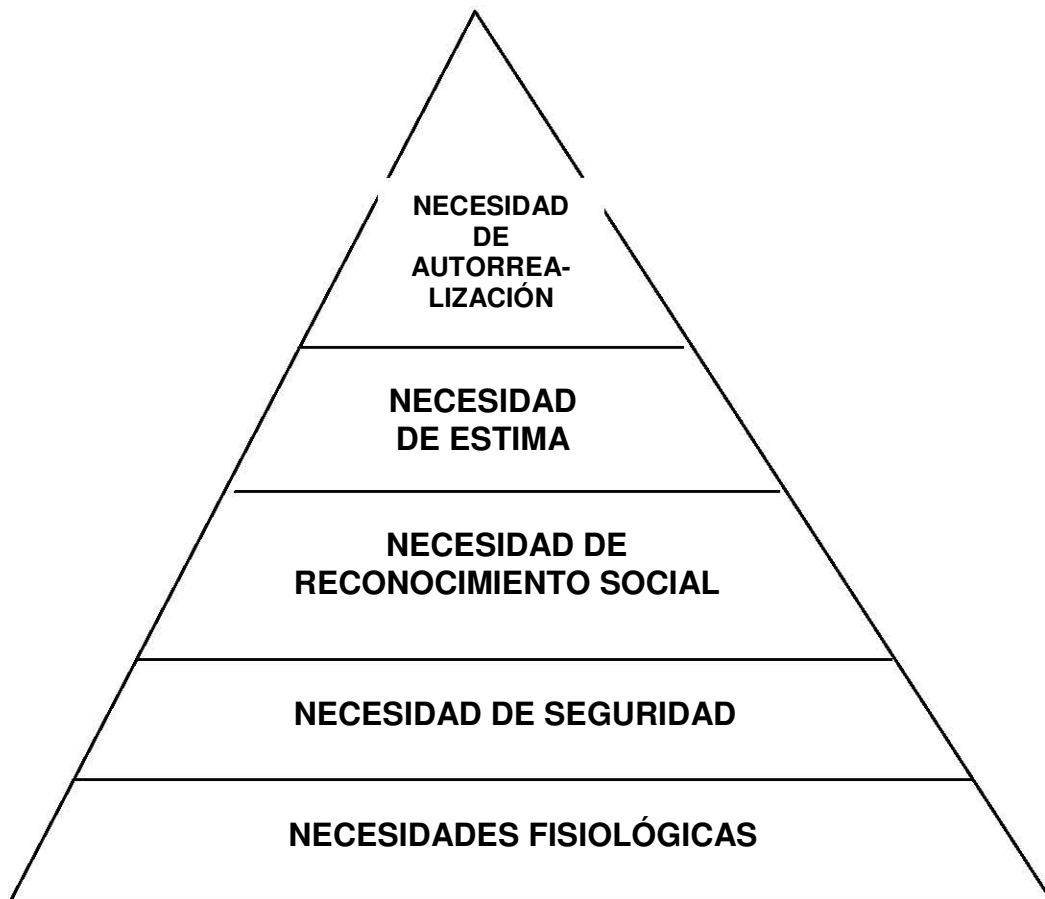 NECESIDAD
DE
AUTORREA-
LIZACIÓN
NECESIDAD
DE ESTIMA
NECESIDAD DE
RECONOCIMIENTO SOCIAL
NECESIDAD DE SEGURIDAD
NECESIDADES FISIOLÓGICAS